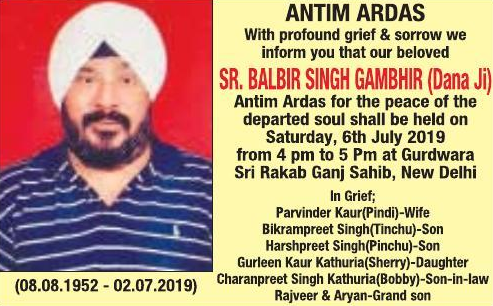 ANTIM ARDAS
With profound grief & sorrow we
inform you that our beloved
SR. BALBIR SINGH GAMBHIR (Dana Ji)
Antim Ardas for the peace of the
departed soul shall be held on
Saturday, 6th July 2019
from 4 pm to 5 Pm at Gurdwara
Sri Rakab Ganj Sahib, New Delhi
In Grief;
Parvinder Kaur(Pindi)-Wife
Bikrampreet Singh(Tinchu)-Son
Harshpreet Singh(Pinchu)-Son
Gurleen Kaur Kathuria(Sherry)-Daughter
Charanpreet Singh Kathuria(Bobby)-Son-in-law
Rajveer & Aryan-Grand son
(08.08.1952 - 02.07.2019)